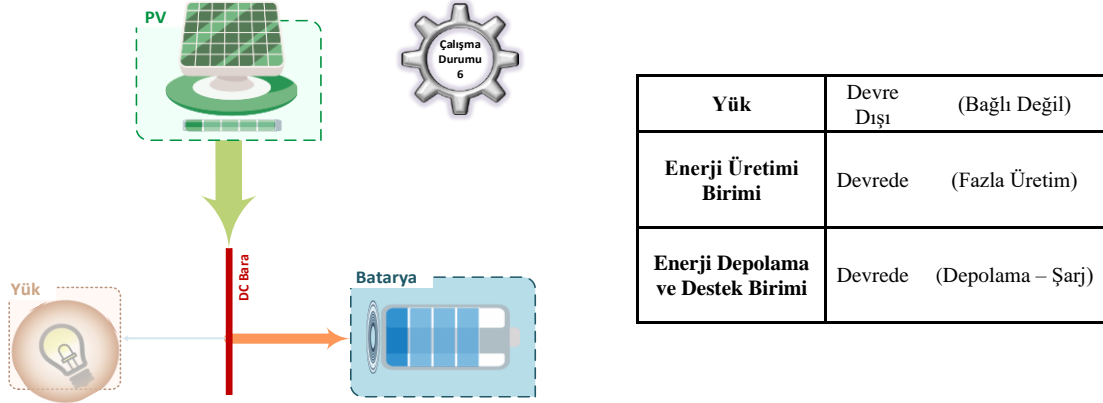 PV
Çalışma
Durumu
6
DC Bara
Yük
Batarya
Yük
Devre
Dışı
(Bağlı Değil)
Enerji Üretimi
Birimi
Devrede
(Fazla Üretim)
Enerji Depolama
ve Destek Birimi
Devrede
(Depolama – Şarj)